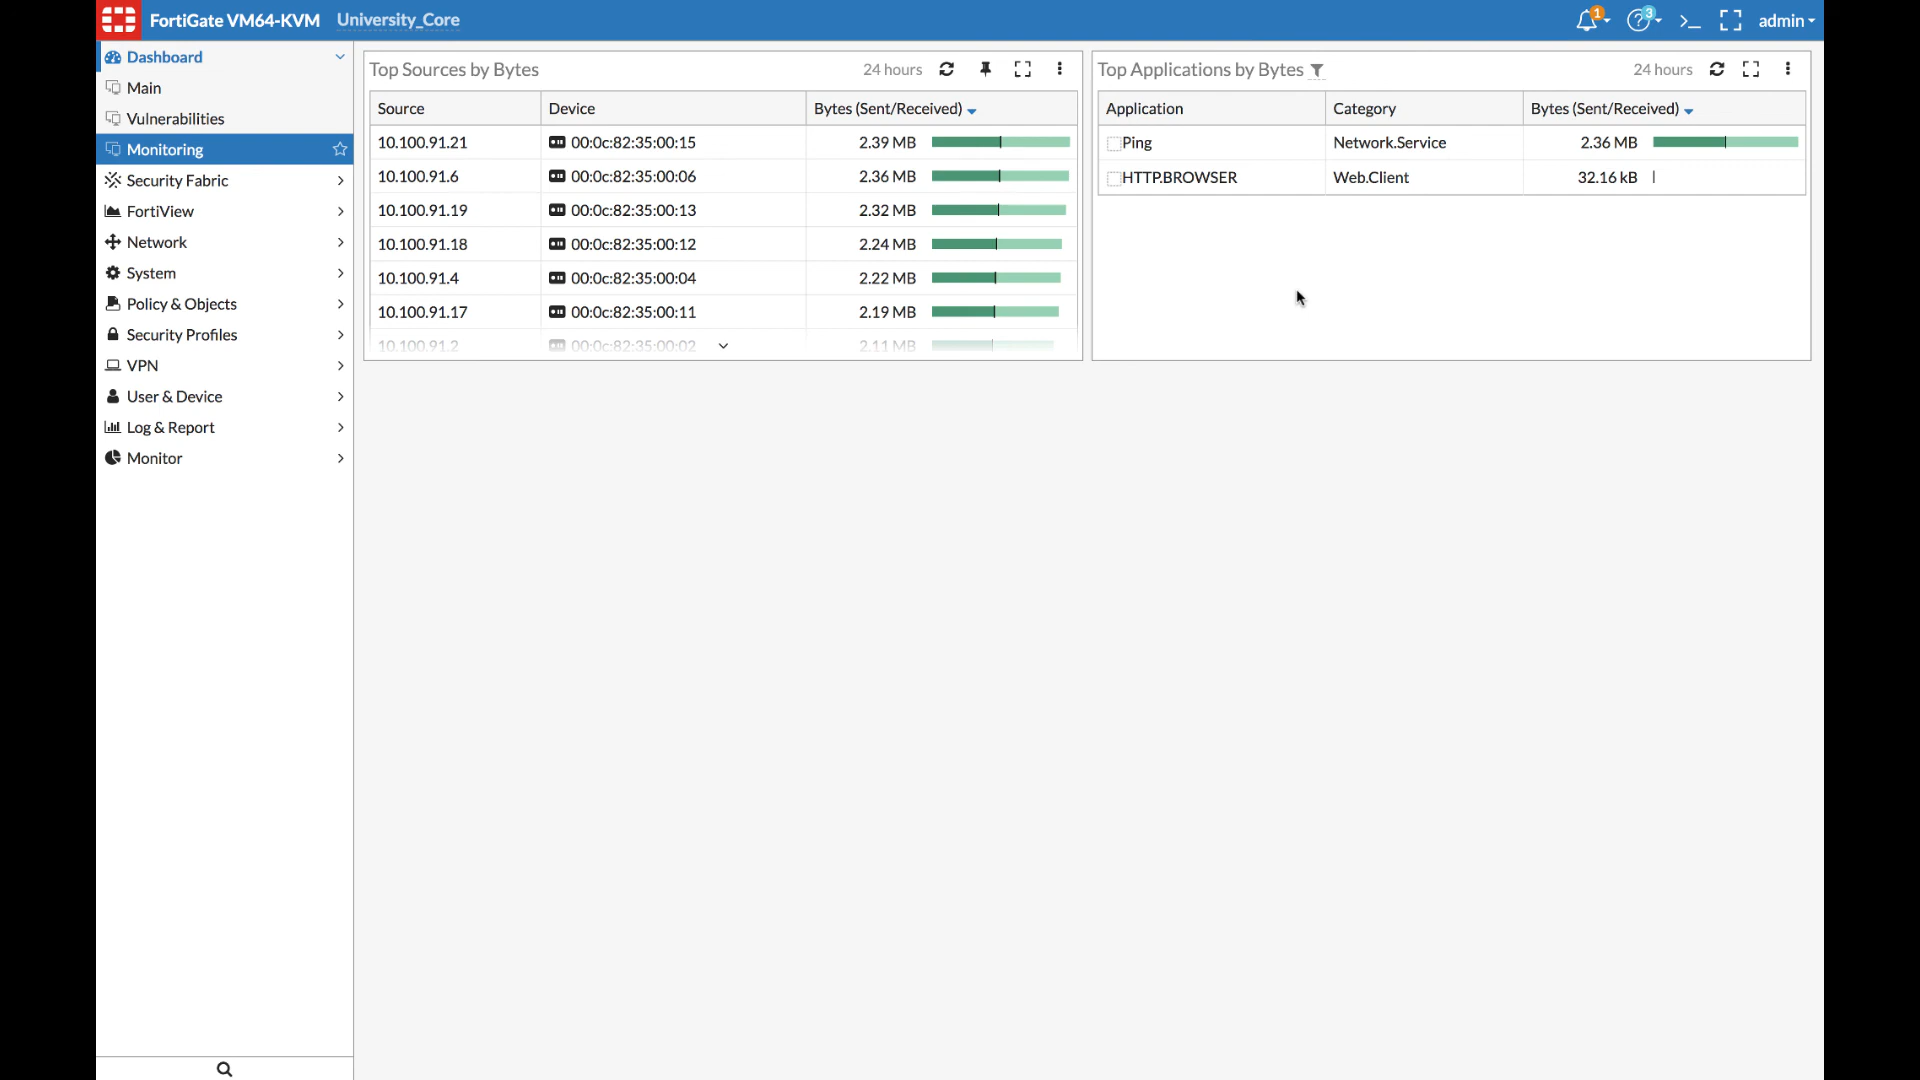 FortiGate VM64-KVM University_Core 1 3 >_ admin
Dashboard
Main
Vulnerabilities
Monitoring
Security Fabric
FortiView
Network
System
Policy & Objects
Security Profiles
VPN
User & Device
Log & Report
Monitor
Top Sources by Bytes 24 hours
Source Device Bytes (Sent/Received)
10.100.91.21 00:0c:82:35:00:15 2.39 MB
10.100.91.6 00:0c:82:35:00:06 2.36 MB
10.100.91.19 00:0c:82:35:00:13 2.32 MB
10.100.91.18 00:0c:82:35:00:12 2.24 MB
10.100.91.4 00:0c:82:35:00:04 2.22 MB
10.100.91.17 00:0c:82:35:00:11 2.19 MB
10.100.91.2 00:0c:82:35:00:02 2.11 MB
Top Applications by Bytes 24 hours
Application Category Bytes (Sent/Received)
Ping Network.Service 2.36 MB
HTTP.BROWSER Web.Client 32.16 kB